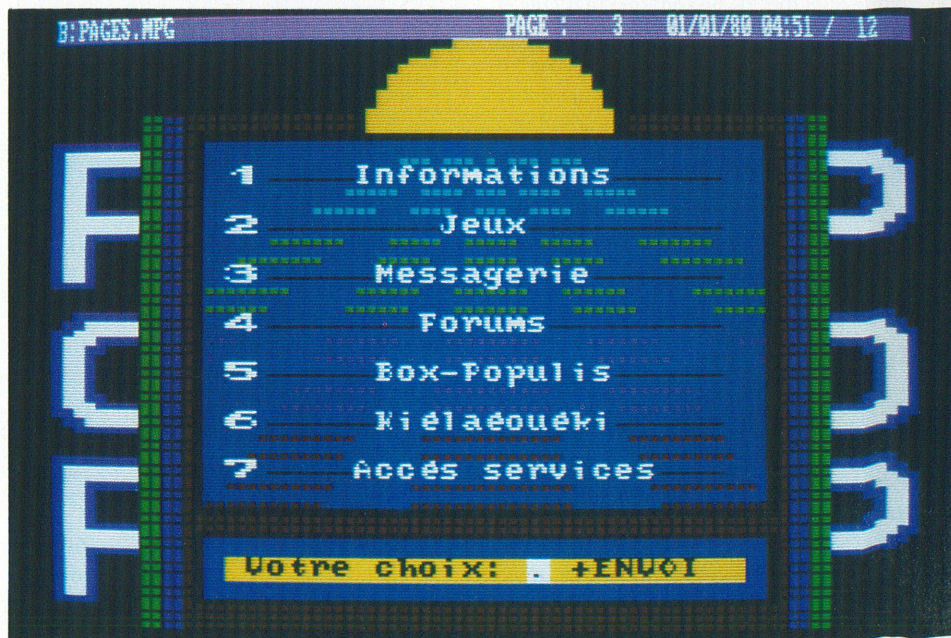 B:PAGES.MPG PAGE : 3 01/01/80 04:51 / 12
1 Informations
2 Jeux
3 Messagerie
4 Forums
5 Box-Populis
6 Kiélaéouéki
7 Accés services
Votre choix: . +ENVOI
F P
O O
F P